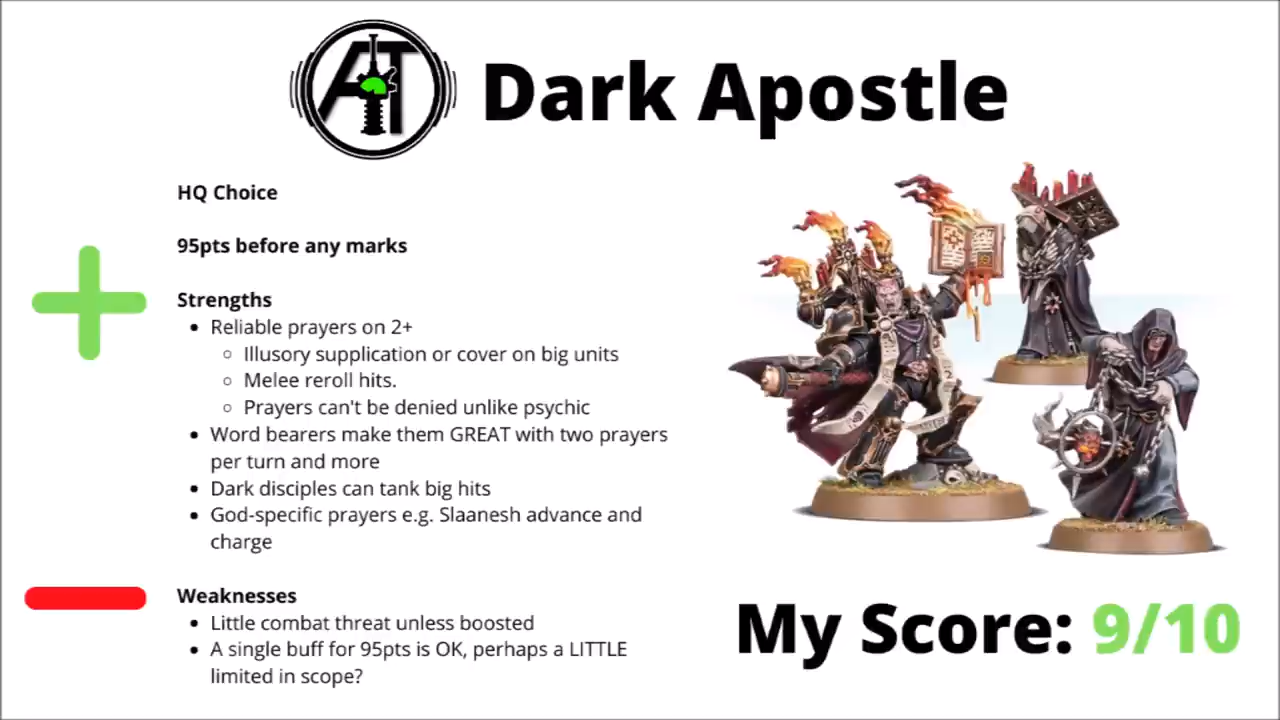 AT
Dark Apostle
HQ Choice
95pts before any marks
Strengths
Reliable prayers on 2+
Illusory supplication or cover on big units
Melee reroll hits.
Prayers can't be denied unlike psychic
Word bearers make them GREAT with two prayers
per turn and more
Dark disciples can tank big hits
God-specific prayers e.g. Slaanesh advance and
charge
Weaknesses
Little combat threat unless boosted
A single buff for 95pts is OK, perhaps a LITTLE
limited in scope?
My Score: 9/10